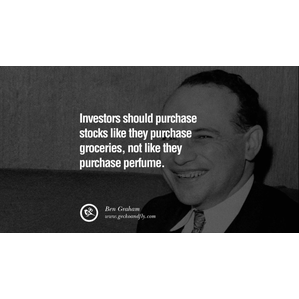 Investors should purchase
stocks like they purchase
groceries, not like they
purchase perfume.
Ben Graham
www.geckoandfly.com